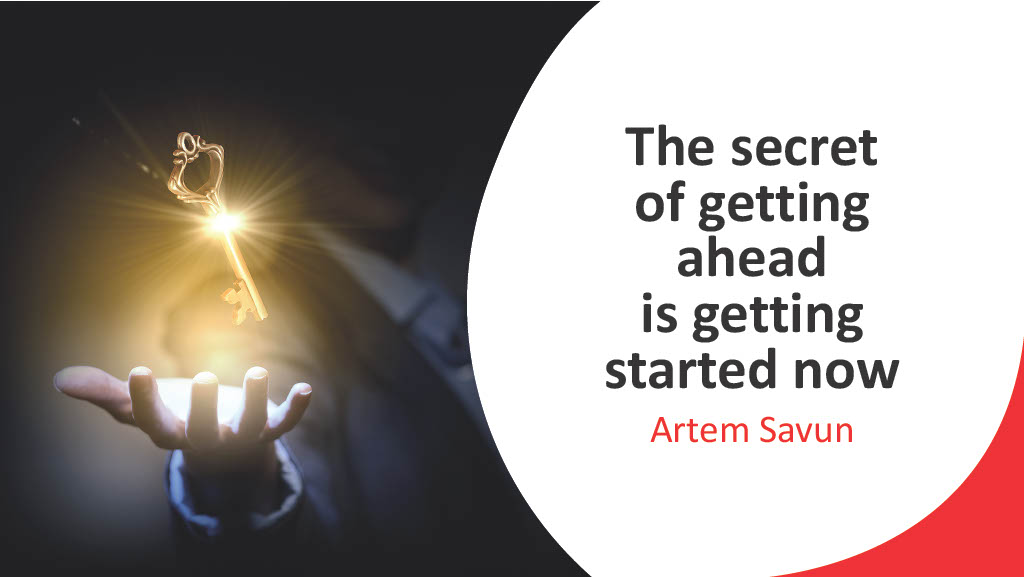 The secret
of getting
ahead
is getting
started now
Artem Savun